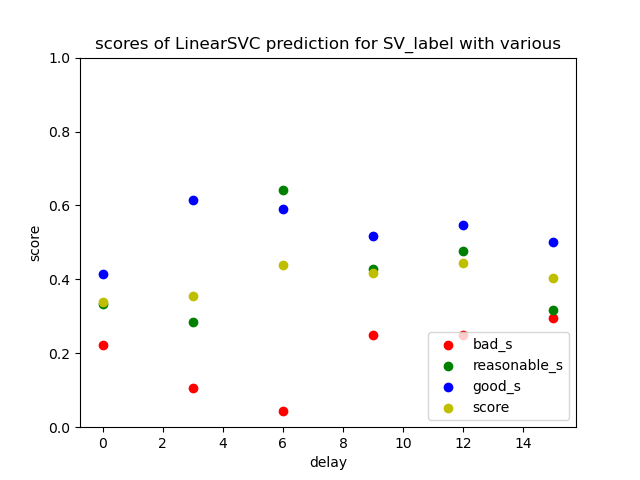 scores of LinearSVC prediction for SV_label with various
1.0
0.8
0.6
0.4
0.2
0.0
score
0
2
4
6
8
10
12
14
delay
bad_s
reasonable_s
good_s
score